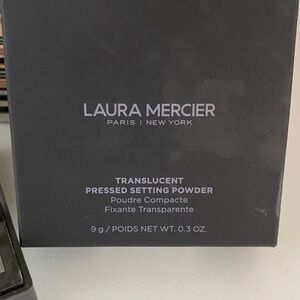 LAURA MERCIER
PARIS | NEW YORK
TRANSLUCENT
PRESSED SETTING POWDER
Poudre Compacte
Fixante Transparente
9 g / POIDS NET WT. 0.3 OZ.